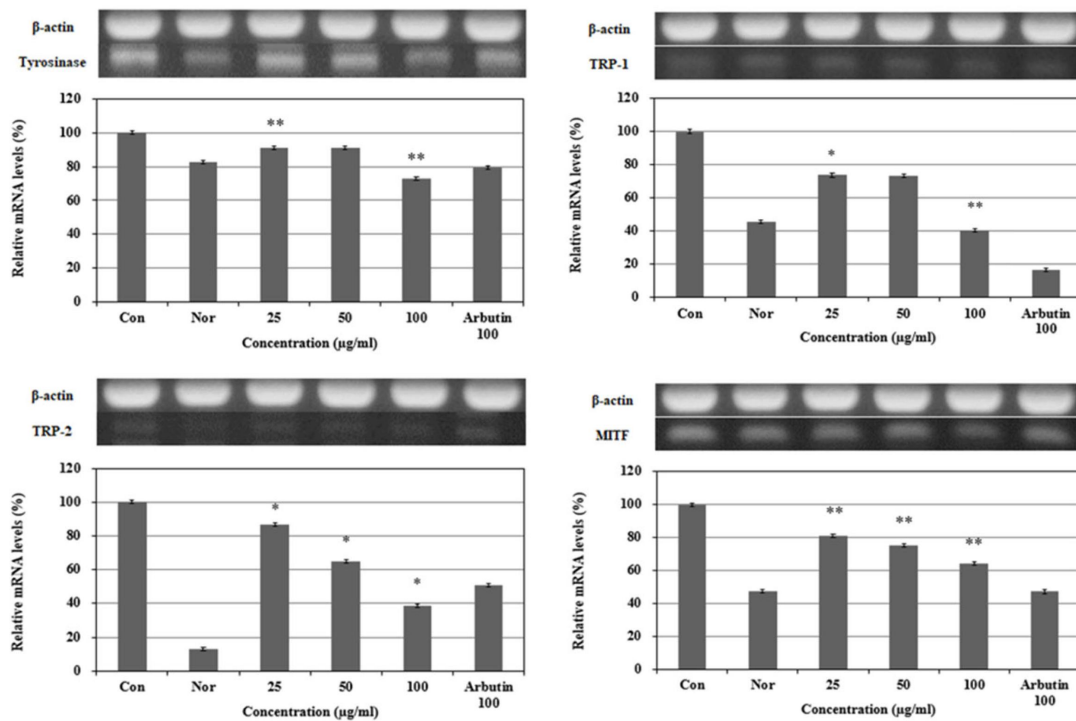 β-actin
Tyrosinase
Relative mRNA levels (%)
120
100
80
60
40
20
0
**
**
Con Nor 25 50 100 Arbutin
100
Concentration (µg/ml)
β-actin
TRP-1
Relative mRNA levels (%)
120
100
80
60
40
20
0
*
**
Con Nor 25 50 100 Arbutin
100
Concentration (µg/ml)
β-actin
TRP-2
Relative mRNA levels (%)
120
100
80
60
40
20
0
*
*
*
Con Nor 25 50 100 Arbutin
100
Concentration (µg/ml)
β-actin
MITF
Relative mRNA levels (%)
120
100
80
60
40
20
0
**
**
**
Con Nor 25 50 100 Arbutin
100
Concentration (µg/ml)